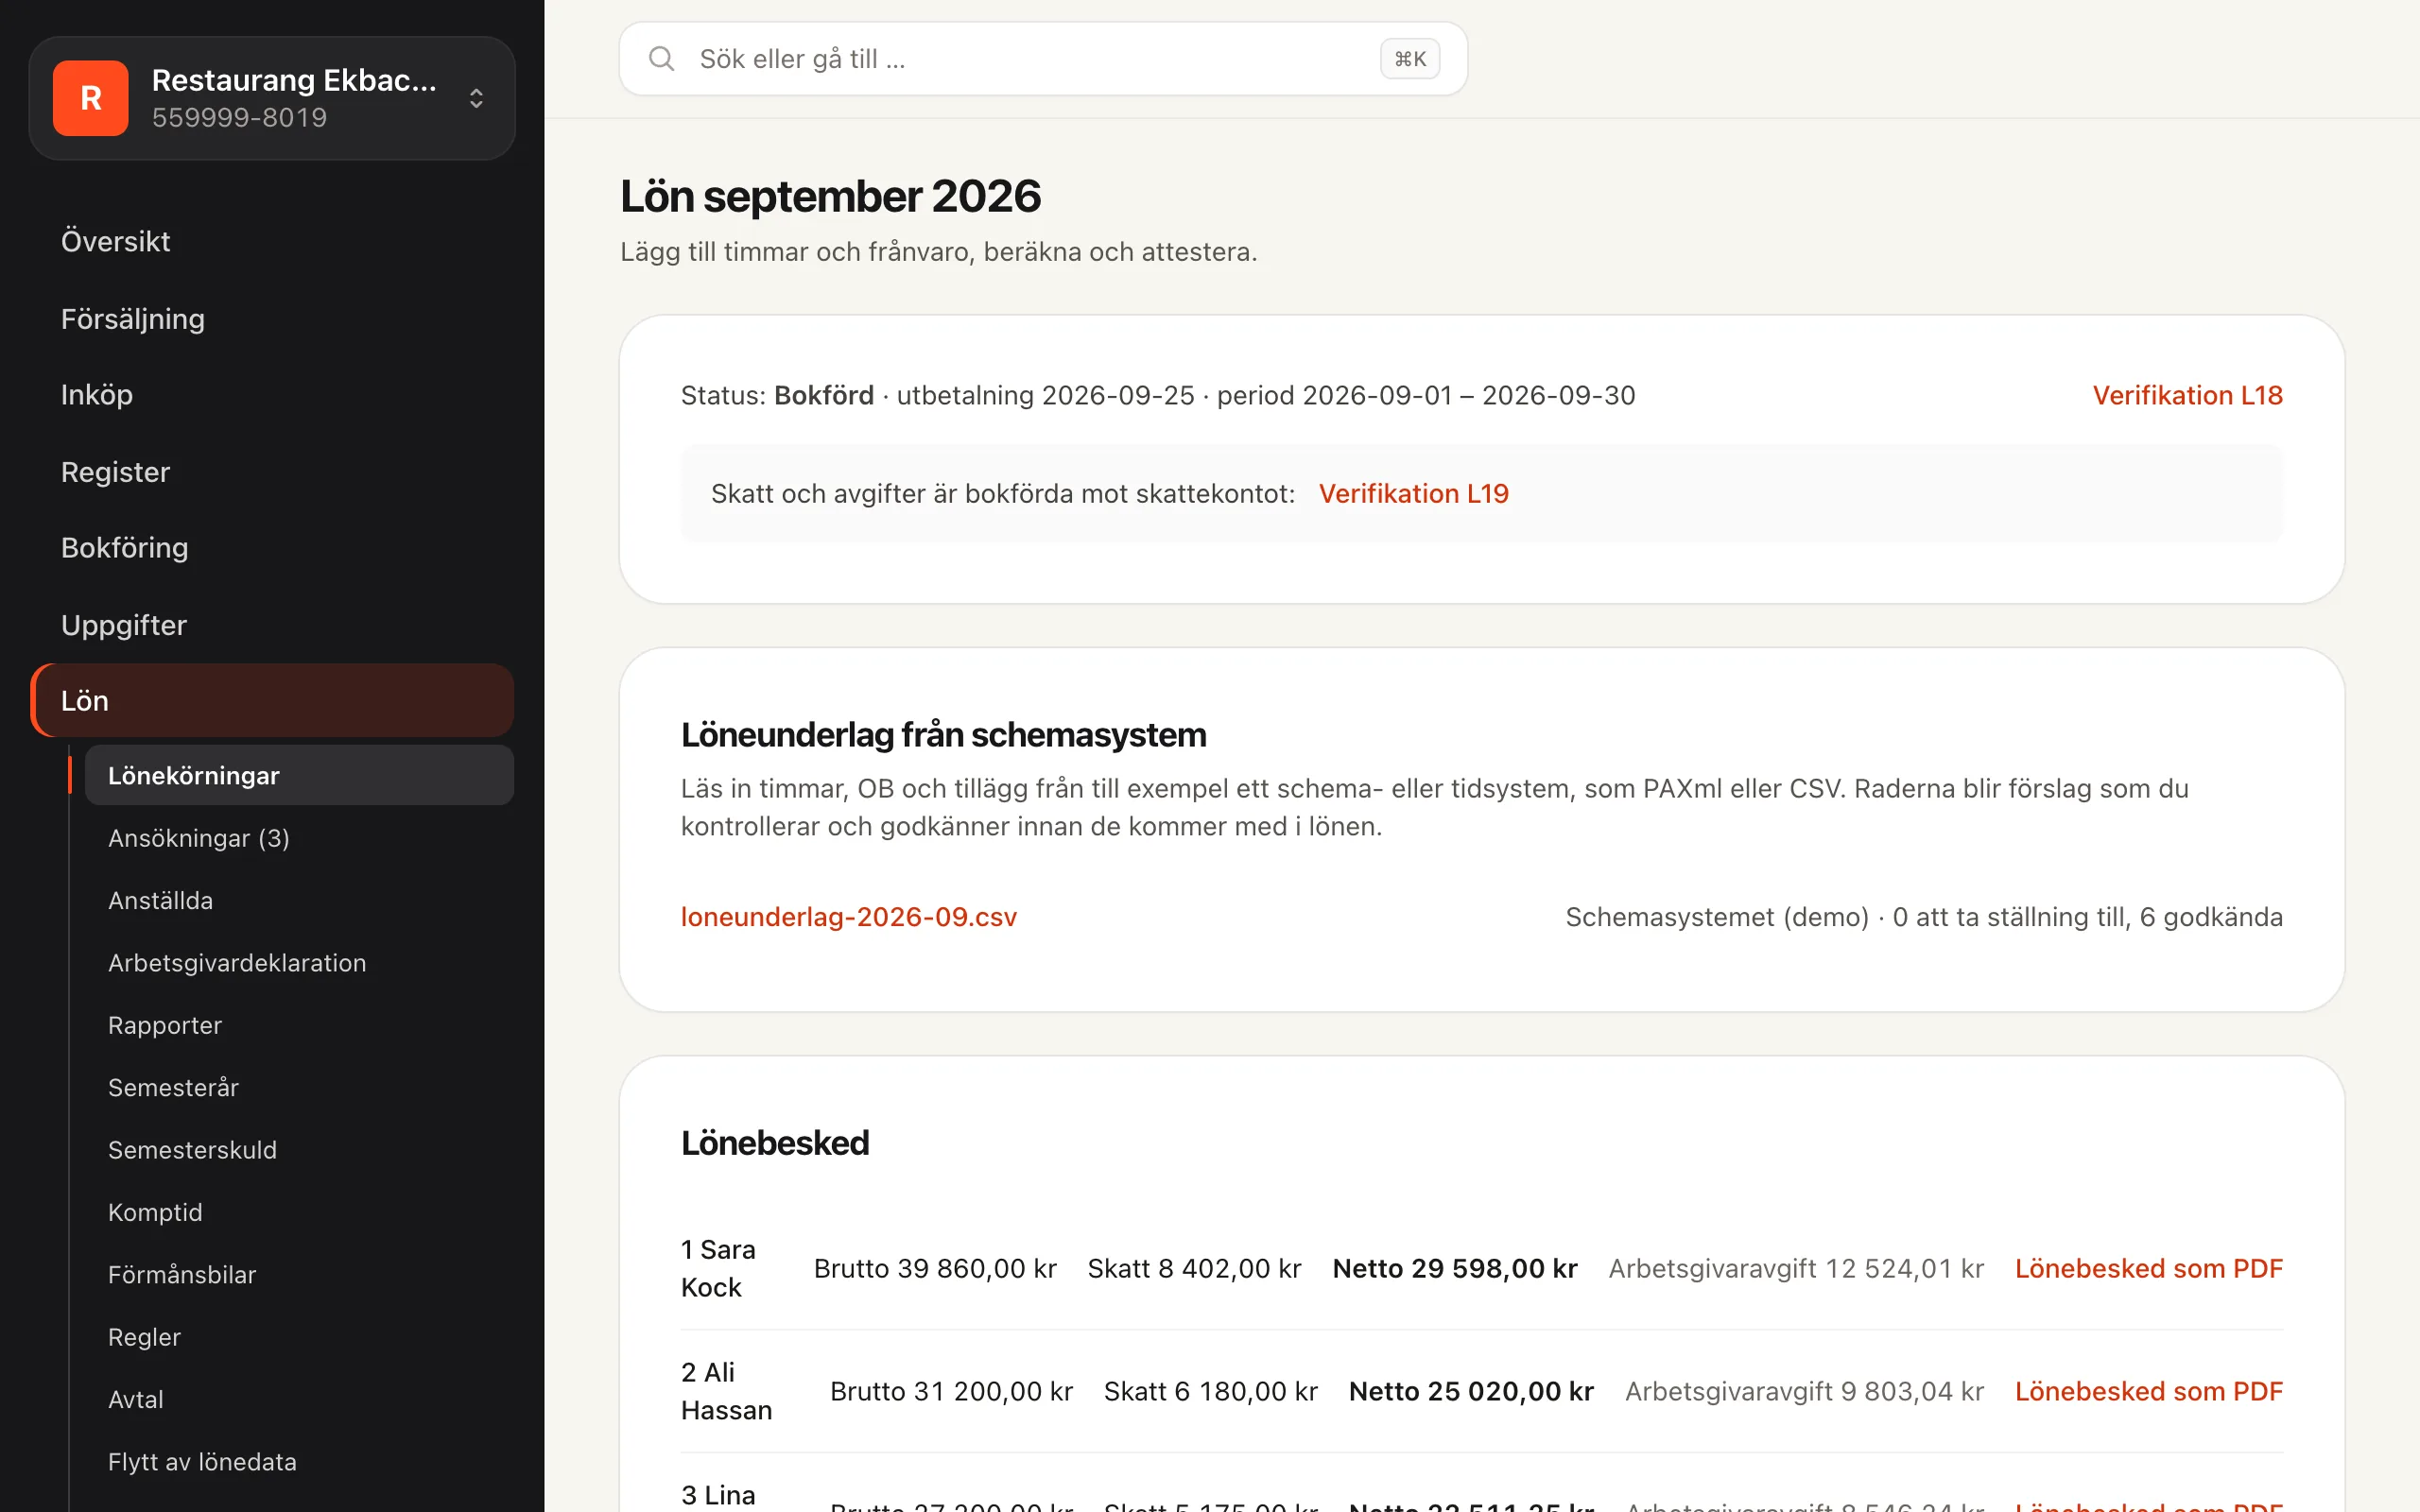 R
Restaurang Ekbac...
559999-8019
Översikt
Försäljning
Inköp
Register
Bokföring
Uppgifter
Lön
Lönekörningar
Ansökningar (3)
Anställda
Arbetsgivardeklaration
Rapporter
Semesterår
Semesterskuld
Komptid
Förmånsbilar
Regler
Avtal
Flytt av lönedata
Sök eller gå till ...
⌘K
Lön september 2026
Lägg till timmar och frånvaro, beräkna och attestera.
Status: Bokförd · utbetalning 2026-09-25 · period 2026-09-01 – 2026-09-30
Verifikation L18
Skatt och avgifter är bokförda mot skattekontot: Verifikation L19
Löneunderlag från schemasystem
Läs in timmar, OB och tillägg från till exempel ett schema- eller tidsystem, som PAXml eller CSV. Raderna blir förslag som du
kontrollerar och godkänner innan de kommer med i lönen.
loneunderlag-2026-09.csv
Schemasystemet (demo) · 0 att ta ställning till, 6 godkända
Lönebesked
1 Sara
Kock
Brutto 39 860,00 kr Skatt 8 402,00 kr Netto 29 598,00 kr Arbetsgivaravgift 12 524,01 kr Lönebesked som PDF
2 Ali
Hassan
Brutto 31 200,00 kr Skatt 6 180,00 kr Netto 25 020,00 kr Arbetsgivaravgift 9 803,04 kr Lönebesked som PDF
3 Lina